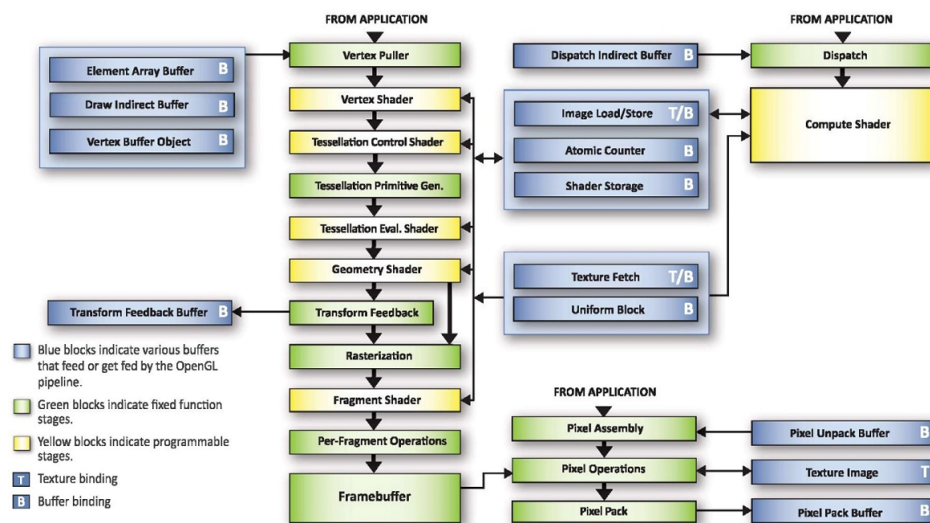 FROM APPLICATION
Element Array Buffer B
Draw Indirect Buffer B
Vertex Buffer Object B
Vertex Puller
Vertex Shader
Tessellation Control Shader
Tessellation Primitive Gen.
Tessellation Eval. Shader
Geometry Shader
Transform Feedback
Transform Feedback Buffer B
Rasterization
Fragment Shader
Per-Fragment Operations
Framebuffer
Dispatch Indirect Buffer B
FROM APPLICATION
Dispatch
Image Load/Store T/B
Atomic Counter B
Shader Storage B
Compute Shader
Texture Fetch T/B
Uniform Block B
FROM APPLICATION
Pixel Assembly
Pixel Operations
Pixel Pack
Pixel Unpack Buffer B
Texture Image T
Pixel Pack Buffer B
Blue blocks indicate various buffers
that feed or get fed by the OpenGL
pipeline.
Green blocks indicate fixed function
stages.
Yellow blocks indicate programmable
stages.
T Texture binding
B Buffer binding